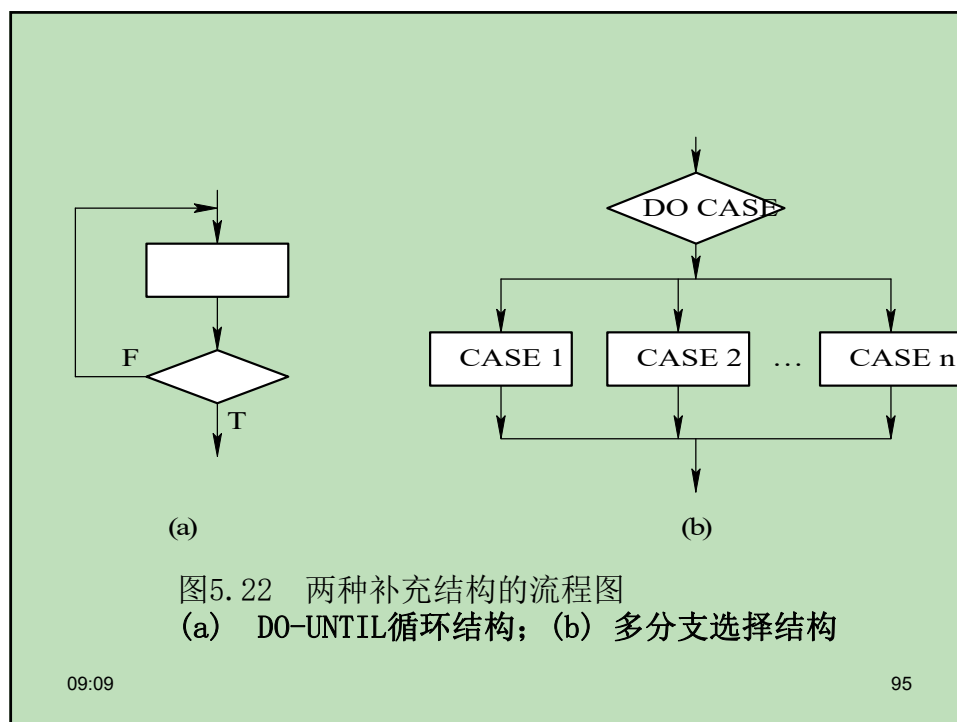 DO CASE
F
CASE 1
CASE 2
…
CASE n
T
(a)
(b)
图5.22 两种补充结构的流程图
(a) DO-UNTIL循环结构；(b) 多分支选择结构
09:09
95